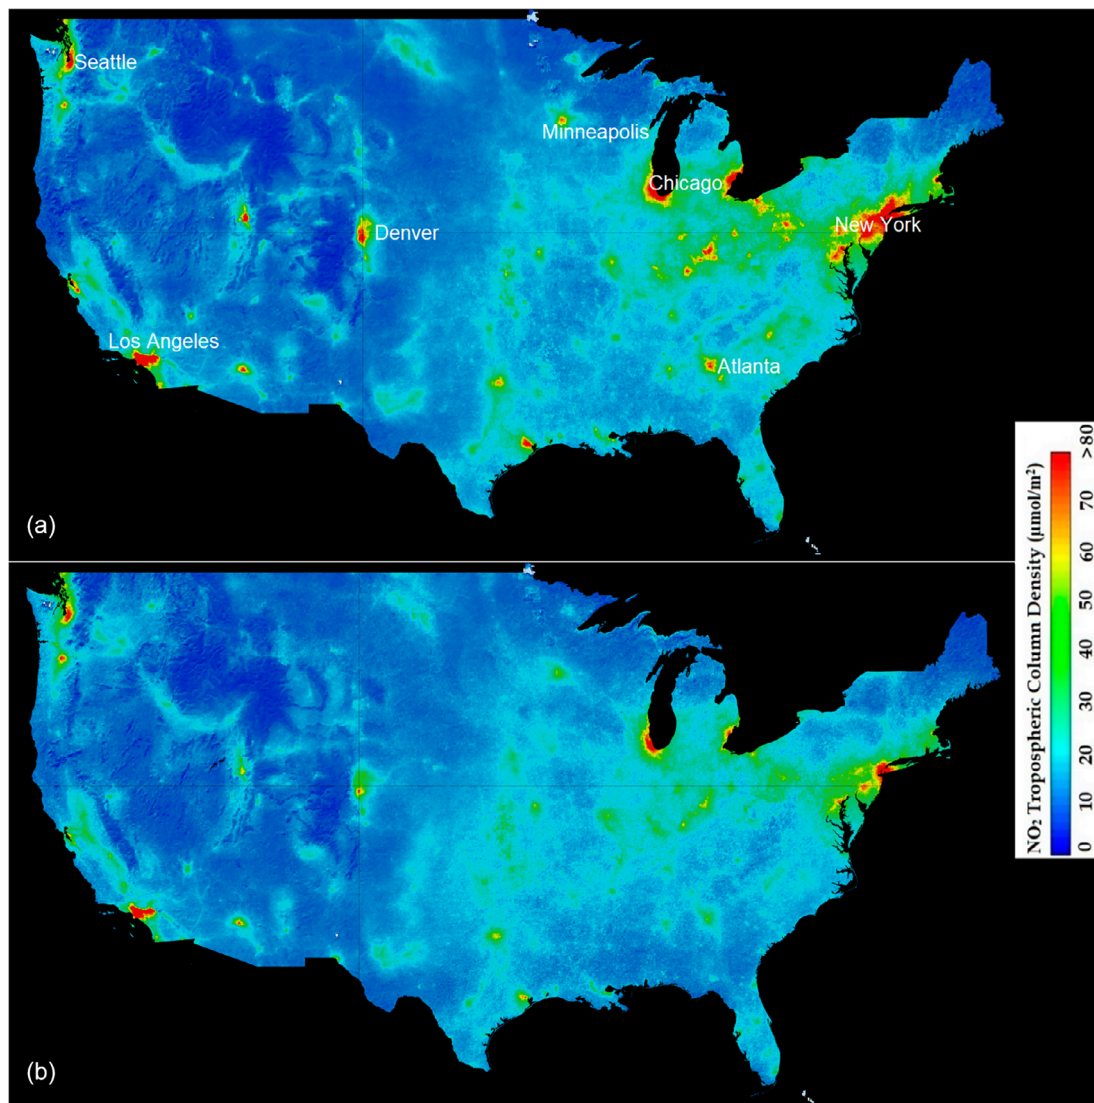 Seattle
Minneapolis
Chicago
New York
Denver
Los Angeles
Atlanta
(a)
(b)
NO₂ Tropospheric Column Density (μmol/m²)
>80
70
60
50
40
30
20
10
0